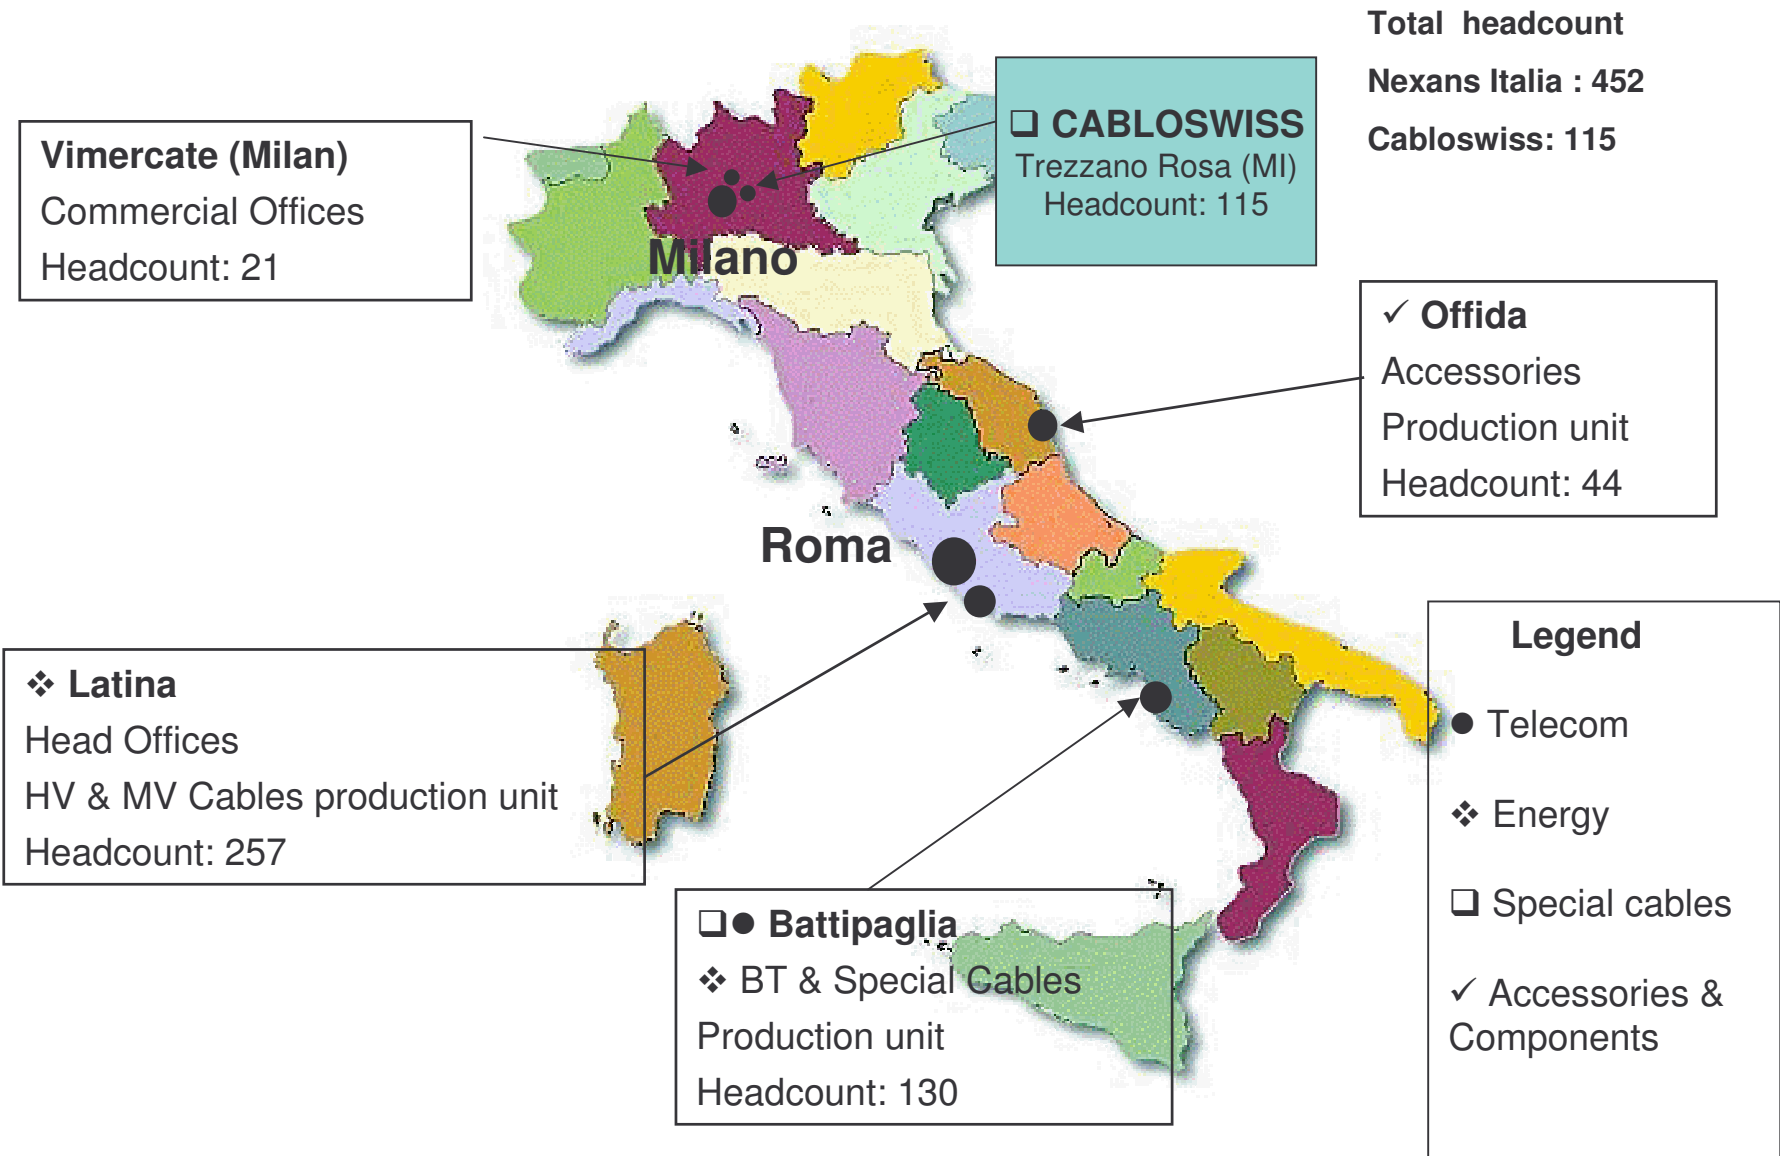 Total headcount
Nexans Italia : 452
Cabloswiss: 115
Vimercate (Milan)
Commercial Offices
Headcount: 21
❑ CABLOSWISS
Trezzano Rosa (MI)
Headcount: 115
Milano
✓ Offida
Accessories
Production unit
Headcount: 44
Roma
❖ Latina
Head Offices
HV & MV Cables production unit
Headcount: 257
❑● Battipaglia
❖ BT & Special Cables
Production unit
Headcount: 130
Legend
● Telecom
❖ Energy
❑ Special cables
✓ Accessories &
Components